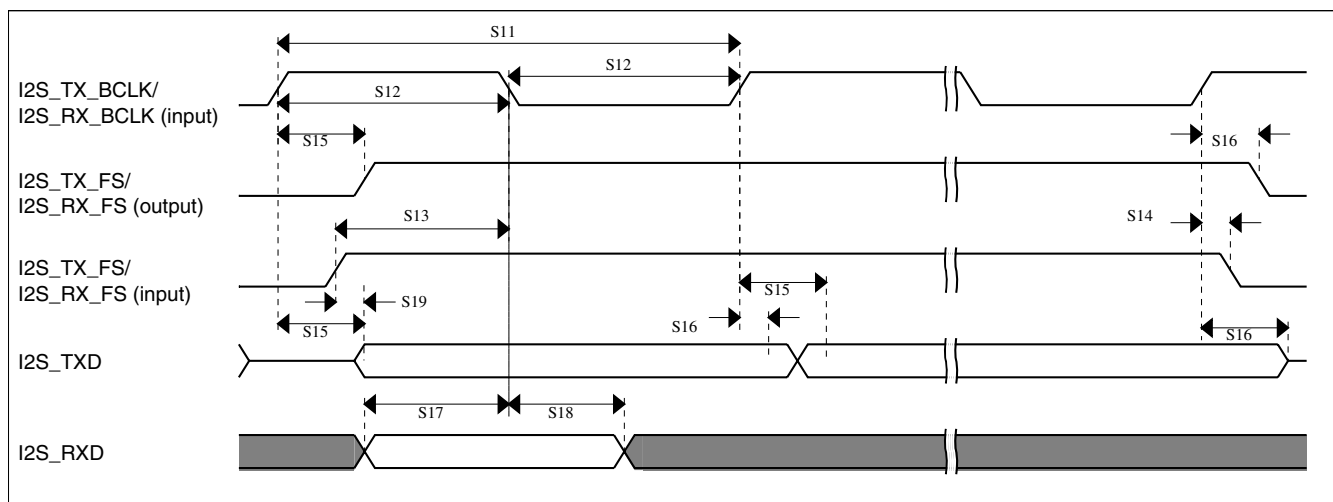 S11
S12
I2S_TX_BCLK/
I2S_RX_BCLK (input)
S12
S15
S16
I2S_TX_FS/
I2S_RX_FS (output)
S13
S14
I2S_TX_FS/
I2S_RX_FS (input)
S15
S19
S15
S16
S16
I2S_TXD
S17
S18
I2S_RXD